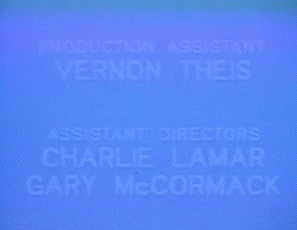 PRODUCTION ASSISTANT
VERNON THEIS
ASSISTANT DIRECTORS
CHARLIE LAMAR
GARY McCORMACK